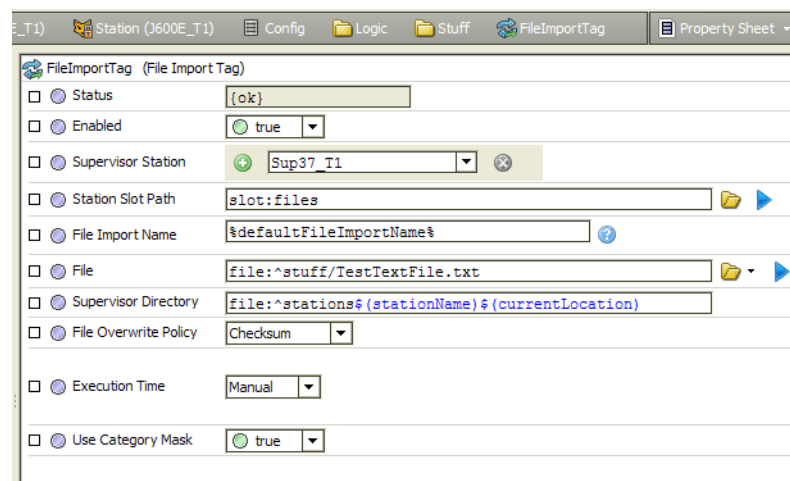 E_T1) Station (J600E_T1) Config Logic Stuff FileImportTag Property Sheet
FileImportTag (File Import Tag)
Status {ok}
Enabled true
Supervisor Station Sup37_T1
Station Slot Path slot:files
File Import Name %defaultFileImportName%
File file:^stuff/TestTextFile.txt
Supervisor Directory file:^stations$(stationName)$(currentLocation)
File Overwrite Policy Checksum
Execution Time Manual
Use Category Mask true